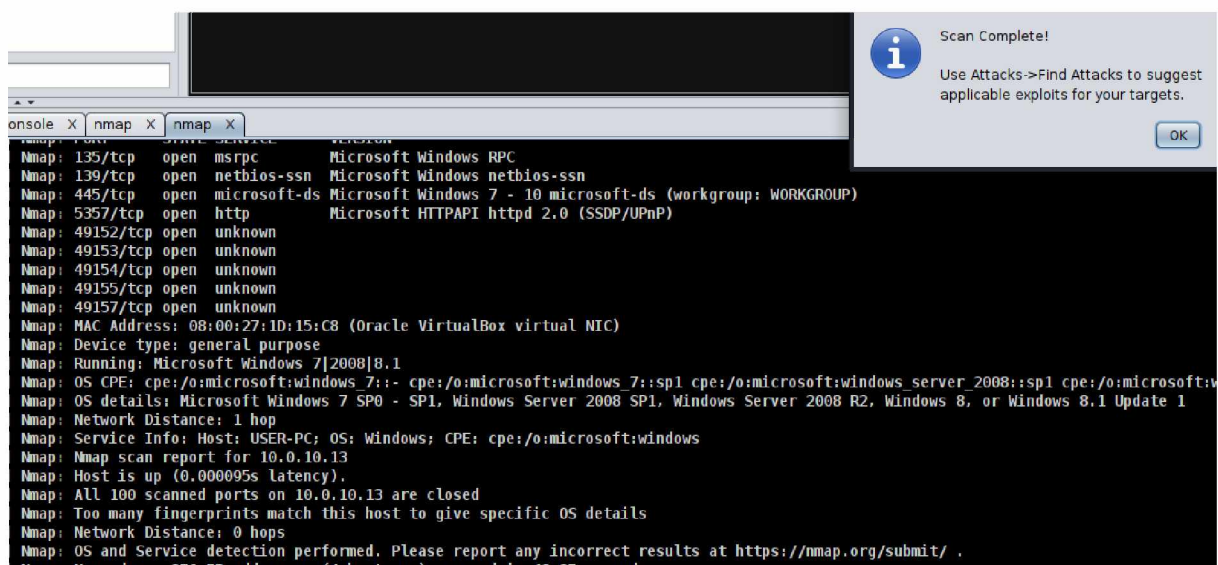 Scan Complete!
Use Attacks->Find Attacks to suggest
applicable exploits for your targets.
OK
onsole X nmap X nmap X
Nmap: PORT STATE SERVICE VERSION
Nmap: 135/tcp open msrpc Microsoft Windows RPC
Nmap: 139/tcp open netbios-ssn Microsoft Windows netbios-ssn
Nmap: 445/tcp open microsoft-ds Microsoft Windows 7 - 10 microsoft-ds (workgroup: WORKGROUP)
Nmap: 5357/tcp open http Microsoft HTTPAPI httpd 2.0 (SSDP/UPnP)
Nmap: 49152/tcp open unknown
Nmap: 49153/tcp open unknown
Nmap: 49154/tcp open unknown
Nmap: 49155/tcp open unknown
Nmap: 49157/tcp open unknown
Nmap: MAC Address: 08:00:27:1D:15:C8 (Oracle VirtualBox virtual NIC)
Nmap: Device type: general purpose
Nmap: Running: Microsoft Windows 7|2008|8.1
Nmap: OS CPE: cpe:/o:microsoft:windows_7::- cpe:/o:microsoft:windows_7::sp1 cpe:/o:microsoft:windows_server_2008::sp1 cpe:/o:microsoft:w
Nmap: OS details: Microsoft Windows 7 SP0 - SP1, Windows Server 2008 SP1, Windows Server 2008 R2, Windows 8, or Windows 8.1 Update 1
Nmap: Network Distance: 1 hop
Nmap: Service Info: Host: USER-PC; OS: Windows; CPE: cpe:/o:microsoft:windows
Nmap: Nmap scan report for 10.0.10.13
Nmap: Host is up (0.000095s latency).
Nmap: All 100 scanned ports on 10.0.10.13 are closed
Nmap: Too many fingerprints match this host to give specific OS details
Nmap: Network Distance: 0 hops
Nmap: OS and Service detection performed. Please report any incorrect results at https://nmap.org/submit/ .